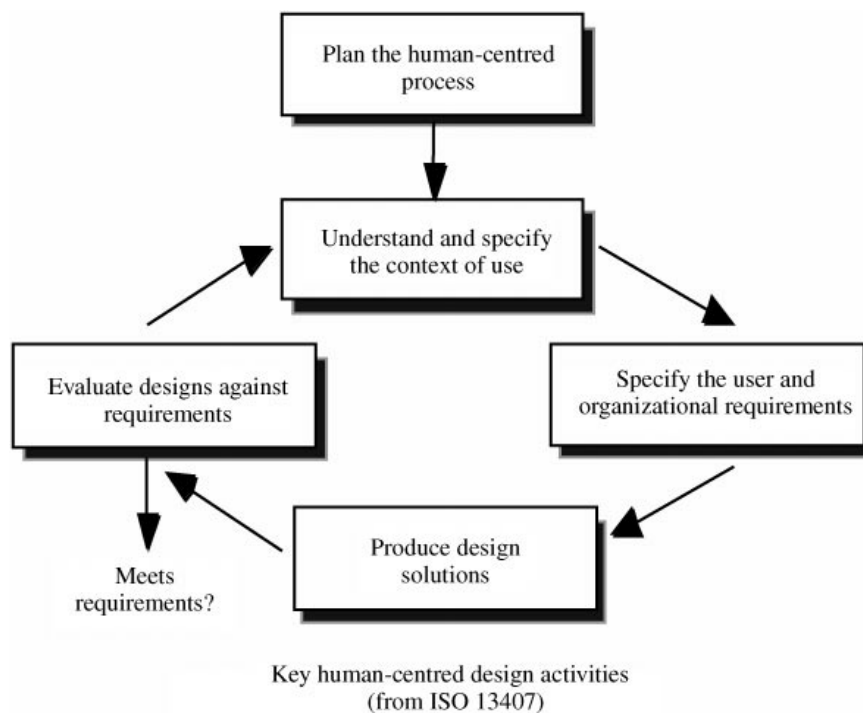 Plan the human-centred
process
Understand and specify
the context of use
Evaluate designs against
requirements
Specify the user and
organizational requirements
Produce design
solutions
Meets
requirements?
Key human-centred design activities
(from ISO 13407)